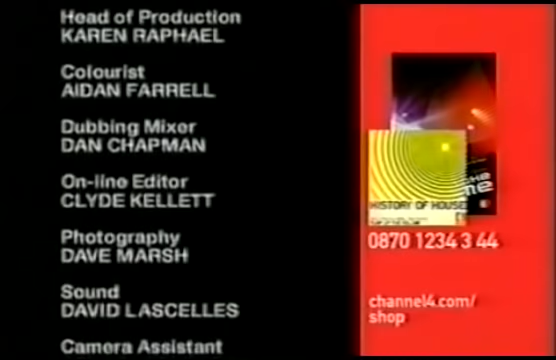 Head of Production
KAREN RAPHAEL
Colourist
AIDAN FARRELL
Dubbing Mixer
DAN CHAPMAN
On-line Editor
CLYDE KELLETT
Photography
DAVE MARSH
Sound
DAVID LASCELLES
Camera Assistant
HISTORY OF HOUSE
0870 1234 3 44
channel4.com/
shop